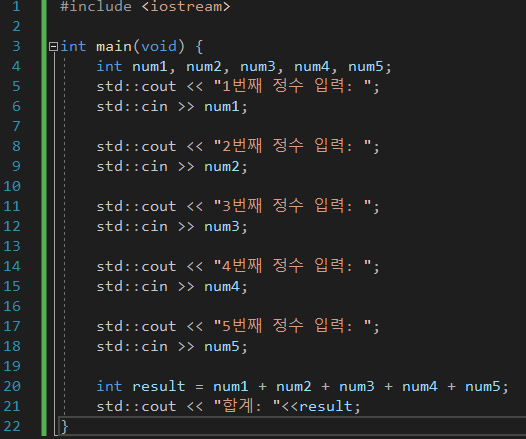 1 #include <iostream>
2
3 int main(void) {
4 int num1, num2, num3, num4, num5;
5 std::cout << "1번째 정수 입력: ";
6 std::cin >> num1;
7
8 std::cout << "2번째 정수 입력: ";
9 std::cin >> num2;
10
11 std::cout << "3번째 정수 입력: ";
12 std::cin >> num3;
13
14 std::cout << "4번째 정수 입력: ";
15 std::cin >> num4;
16
17 std::cout << "5번째 정수 입력: ";
18 std::cin >> num5;
19
20 int result = num1 + num2 + num3 + num4 + num5;
21 std::cout << "합계: "<<result;
22 }